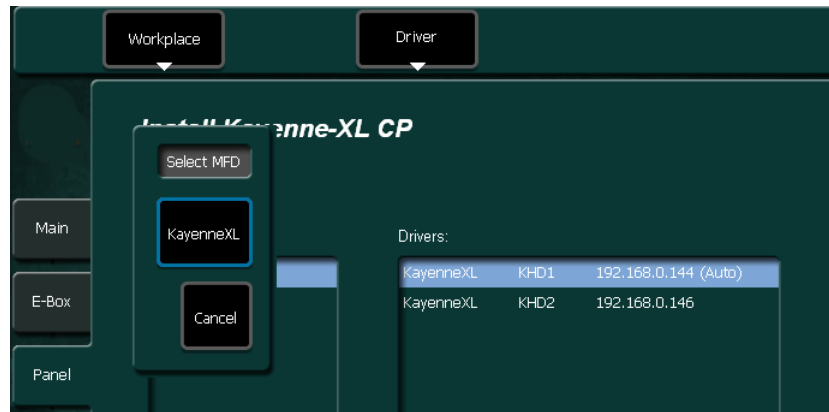 Workplace
Driver
Install Kayenne-XL CP
Select MFD
KayenneXL
Cancel
Main
E-Box
Panel
Drivers:
KayenneXL KHD1 192.168.0.144 (Auto)
KayenneXL KHD2 192.168.0.146